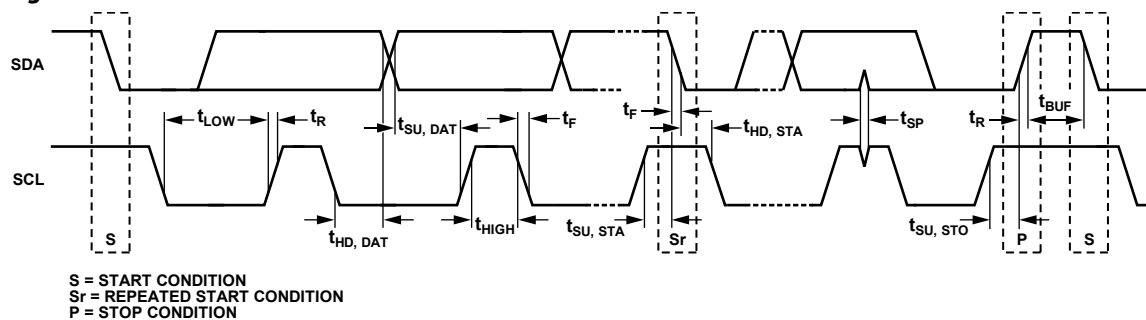 SDA
tLOW
tR
tSU, DAT
tF
tF
tHD, STA
tSP
tR
tBUF
SCL
S
tHD, DAT
tHIGH
tSU, STA
Sr
tSU, STO
P
S
S = START CONDITION
Sr = REPEATED START CONDITION
P = STOP CONDITION